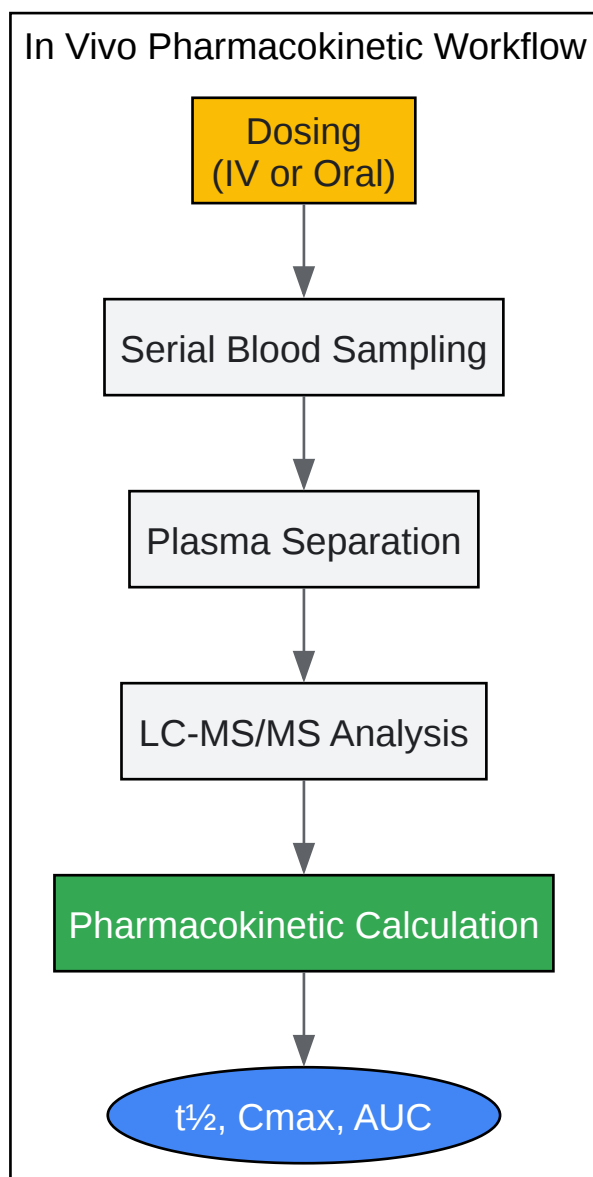 In Vivo Pharmacokinetic Workflow
Dosing
(IV or Oral)
Serial Blood Sampling
Plasma Separation
LC-MS/MS Analysis
Pharmacokinetic Calculation
t½, Cmax, AUC